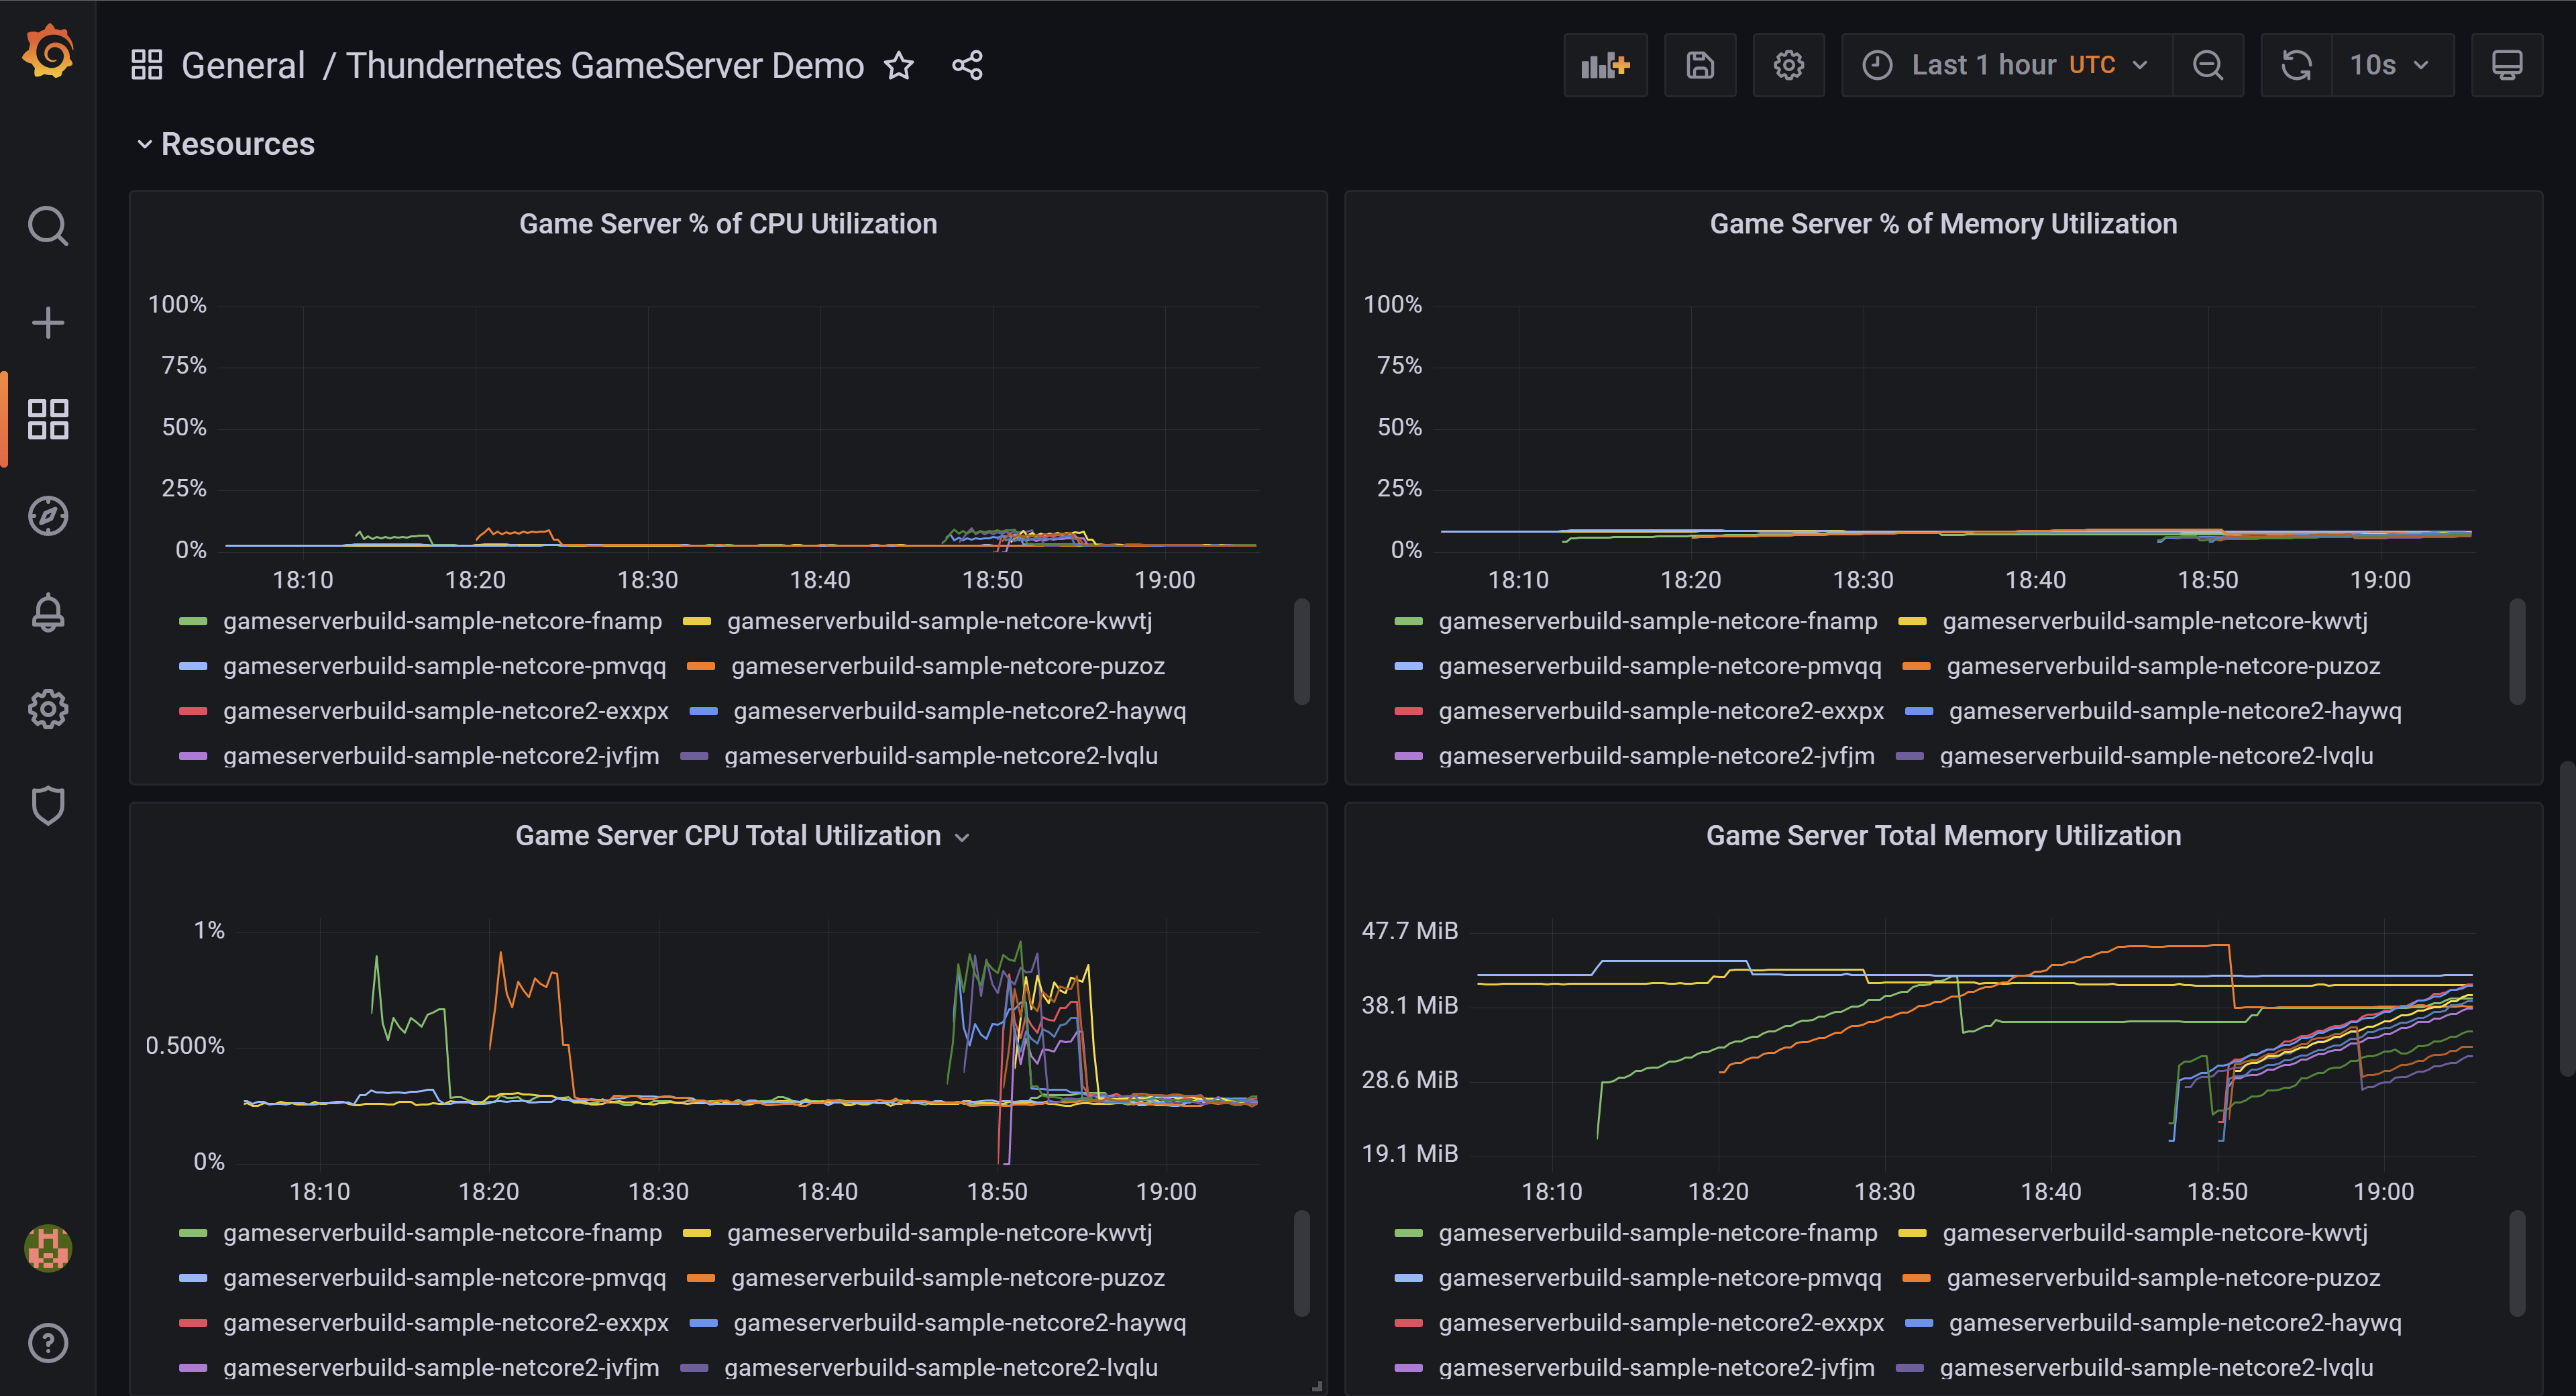 General / Thundernetes GameServer Demo
Last 1 hour UTC
10s
Resources
Game Server % of CPU Utilization
100%
75%
50%
25%
0%
18:10 18:20 18:30 18:40 18:50 19:00
gameserverbuild-sample-netcore-fnamp gameserverbuild-sample-netcore-kwvtj
gameserverbuild-sample-netcore-pmvqq gameserverbuild-sample-netcore-puzoz
gameserverbuild-sample-netcore2-exxpx gameserverbuild-sample-netcore2-haywq
gameserverbuild-sample-netcore2-jvfjm gameserverbuild-sample-netcore2-lvqlu
Game Server % of Memory Utilization
100%
75%
50%
25%
0%
18:10 18:20 18:30 18:40 18:50 19:00
gameserverbuild-sample-netcore-fnamp gameserverbuild-sample-netcore-kwvtj
gameserverbuild-sample-netcore-pmvqq gameserverbuild-sample-netcore-puzoz
gameserverbuild-sample-netcore2-exxpx gameserverbuild-sample-netcore2-haywq
gameserverbuild-sample-netcore2-jvfjm gameserverbuild-sample-netcore2-lvqlu
Game Server CPU Total Utilization
1%
0.500%
0%
18:10 18:20 18:30 18:40 18:50 19:00
gameserverbuild-sample-netcore-fnamp gameserverbuild-sample-netcore-kwvtj
gameserverbuild-sample-netcore-pmvqq gameserverbuild-sample-netcore-puzoz
gameserverbuild-sample-netcore2-exxpx gameserverbuild-sample-netcore2-haywq
gameserverbuild-sample-netcore2-jvfjm gameserverbuild-sample-netcore2-lvqlu
Game Server Total Memory Utilization
47.7 MiB
38.1 MiB
28.6 MiB
19.1 MiB
18:10 18:20 18:30 18:40 18:50 19:00
gameserverbuild-sample-netcore-fnamp gameserverbuild-sample-netcore-kwvtj
gameserverbuild-sample-netcore-pmvqq gameserverbuild-sample-netcore-puzoz
gameserverbuild-sample-netcore2-exxpx gameserverbuild-sample-netcore2-haywq
gameserverbuild-sample-netcore2-jvfjm gameserverbuild-sample-netcore2-lvqlu